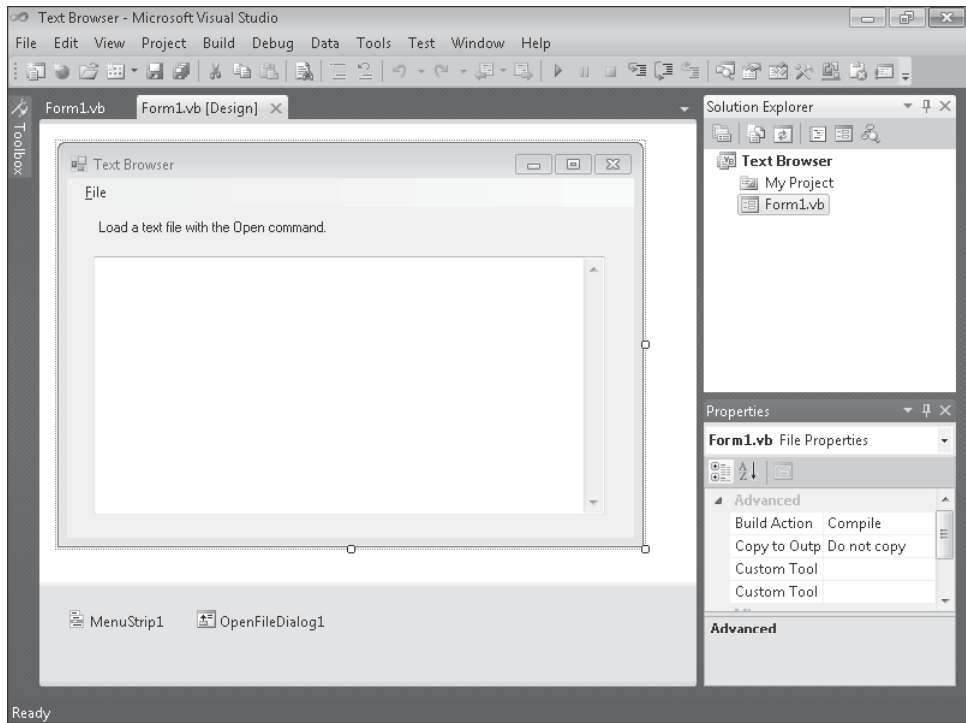 Text Browser - Microsoft Visual Studio
File Edit View Project Build Debug Data Tools Test Window Help
Toolbox
Form1.vb Form1.vb [Design]
Text Browser
File
Load a text file with the Open command.
MenuStrip1 OpenFileDialog1
Solution Explorer
Text Browser
My Project
Form1.vb
Properties
Form1.vb File Properties
Advanced
Build Action Compile
Copy to Outp Do not copy
Custom Tool
Custom Tool
Advanced
Ready